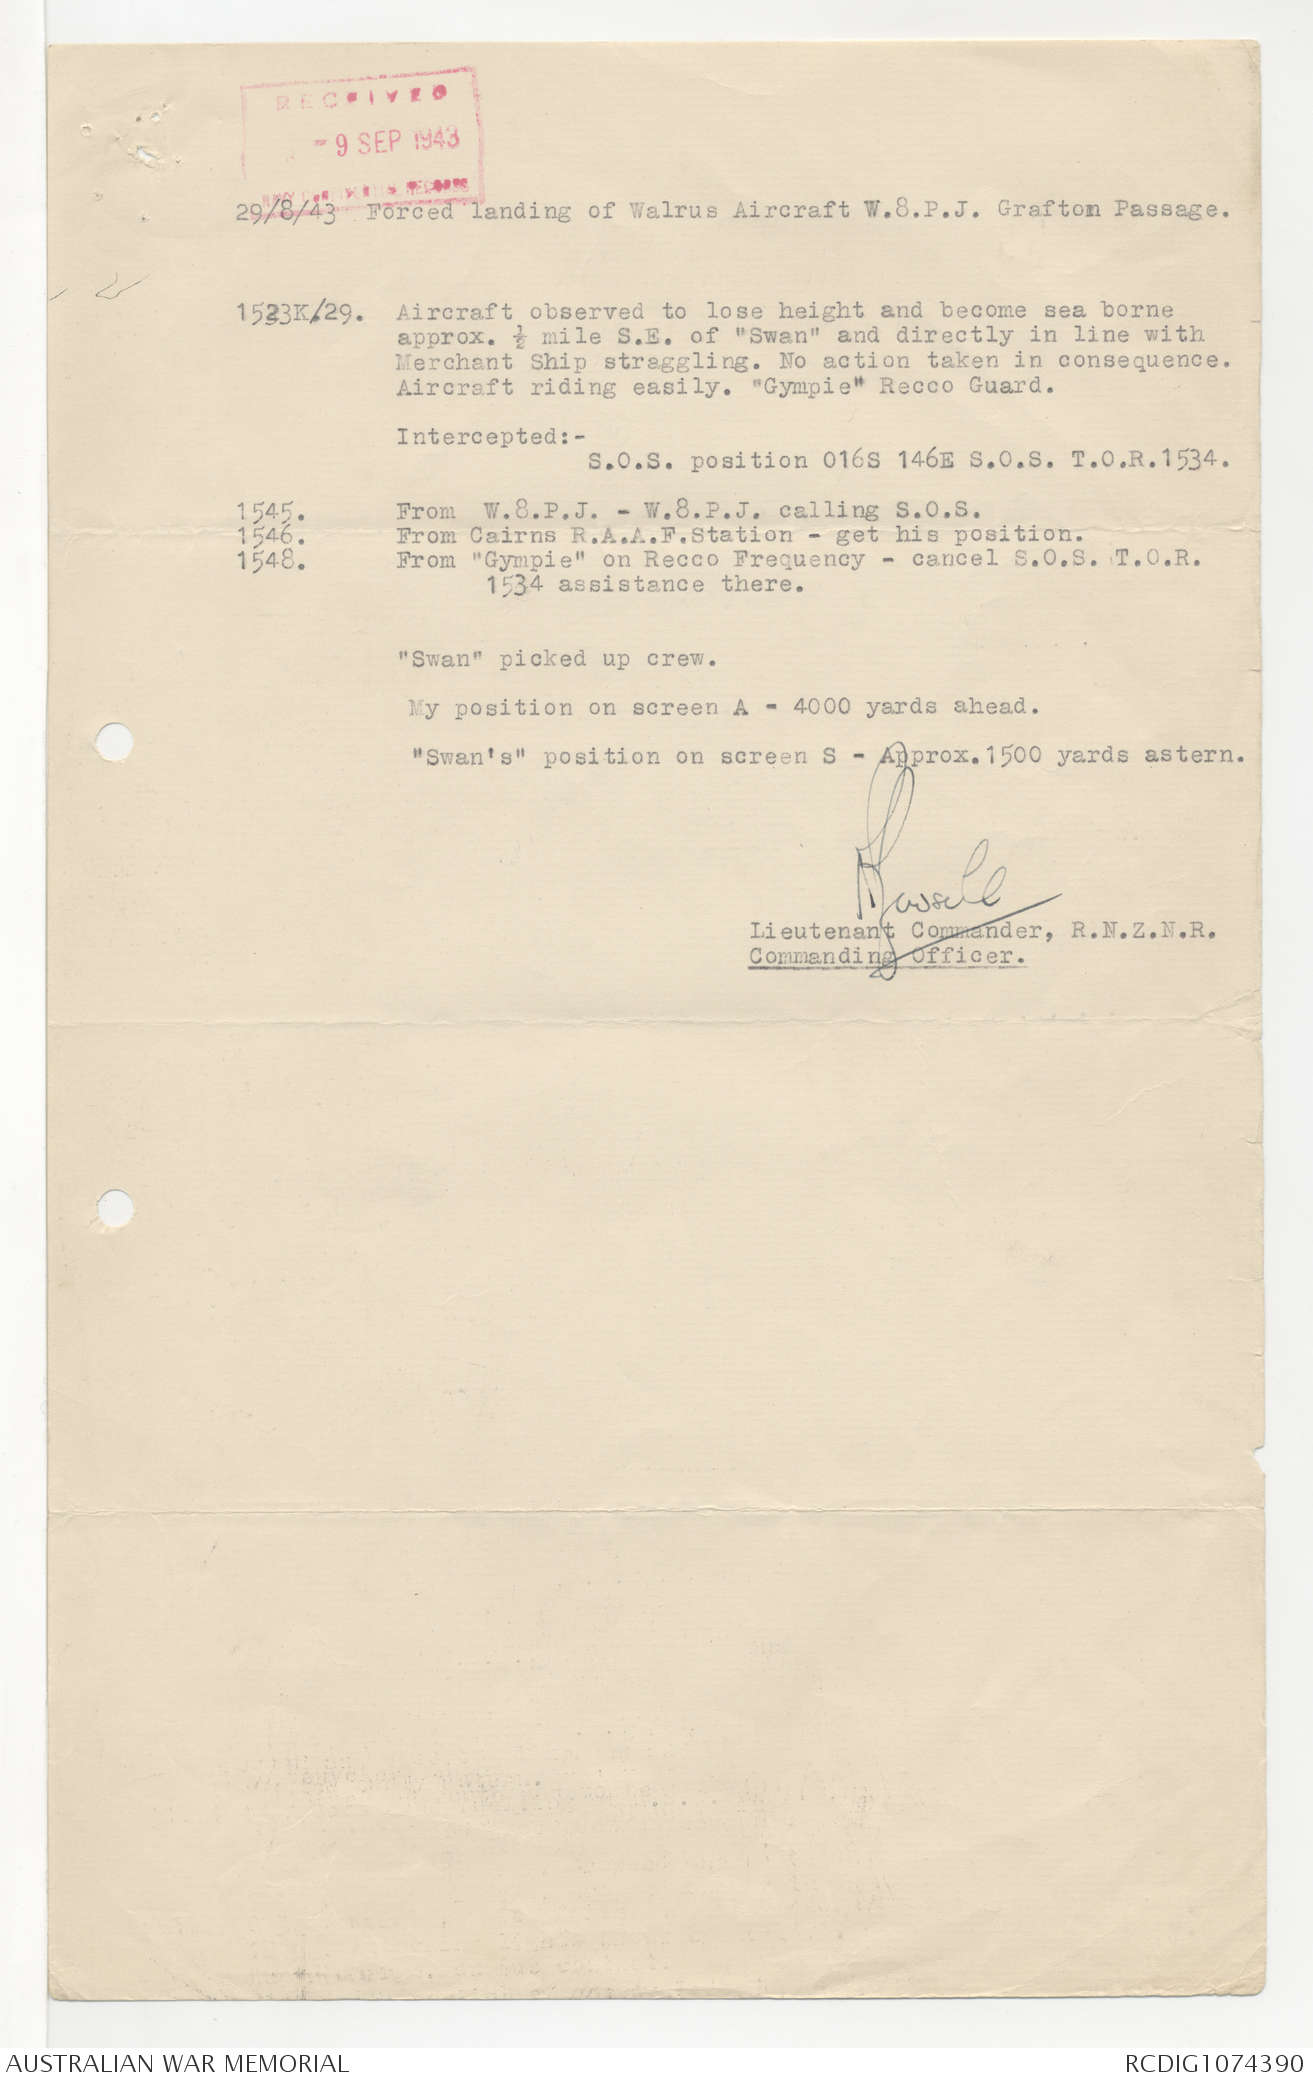 RECEIVED
-9 SEP 1943
RECORDS
29/8/43 Forced landing of Walrus Aircraft W.8.P.J. Grafton Passage.
1523K/29. Aircraft observed to lose height and become sea borne
approx. ½ mile S.E. of "Swan" and directly in line with
Merchant Ship straggling. No action taken in consequence.
Aircraft riding easily. "Gympie" Recco Guard.
Intercepted:-
S.O.S. position 016S 146E S.O.S. T.O.R.1534.
1545. From W.8.P.J. - W.8.P.J. calling S.O.S.
1546. From Cairns R.A.A.F.Station - get his position.
1548. From "Gympie" on Recco Frequency - cancel S.O.S. T.O.R.
1534 assistance there.
"Swan" picked up crew.
My position on screen A - 4000 yards ahead.
"Swan's" position on screen S - Approx.1500 yards astern.
Lieutenant Commander, R.N.Z.N.R.
Commanding Officer.
AUSTRALIAN WAR MEMORIAL
RCDIG1074390